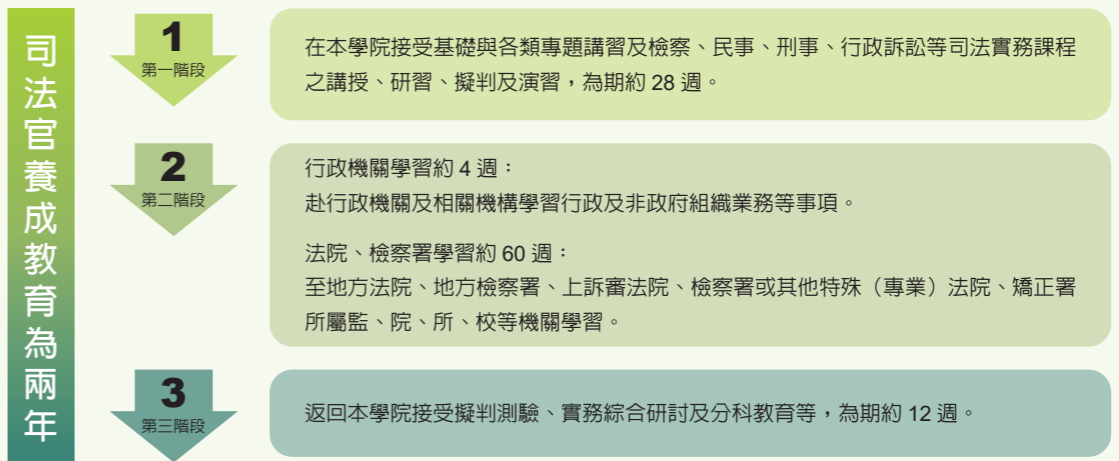 司法官養成教育為兩年
1
第一階段
在本學院接受基礎與各類專題講習及檢察、民事、刑事、行政訴訟等司法實務課程
之講授、研習、擬判及演習，為期約 28 週。
2
第二階段
行政機關學習約 4 週：
赴行政機關及相關機構學習行政及非政府組織業務等事項。
法院、檢察署學習約 60 週：
至地方法院、地方檢察署、上訴審法院、檢察署或其他特殊（專業）法院、矯正署
所屬監、院、所、校等機關學習。
3
第三階段
返回本學院接受擬判測驗、實務綜合研討及分科教育等，為期約 12 週。